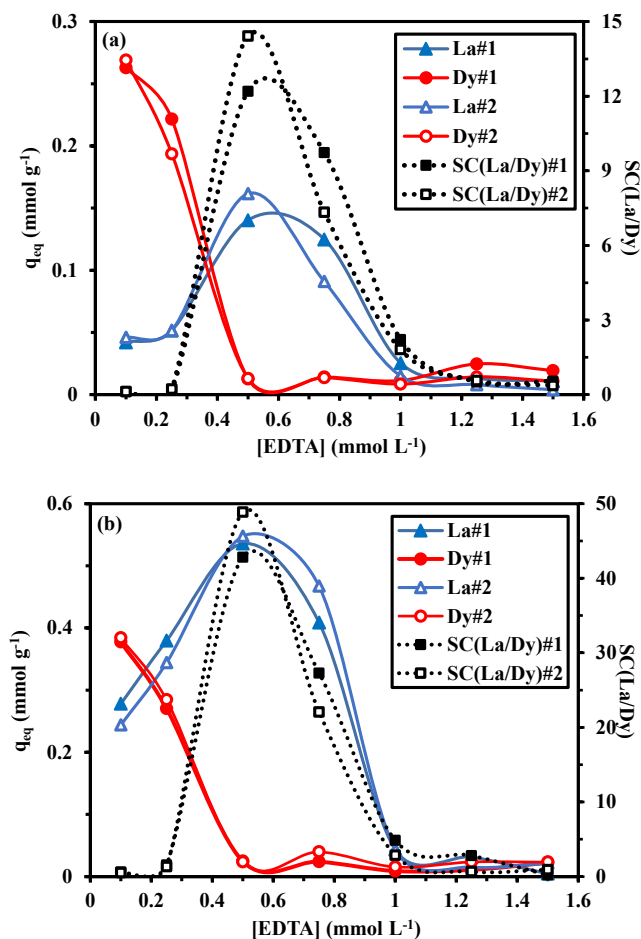 (a)
0.3
0.2
0.1
0
q_eq (mmol g⁻¹)
15
12
9
6
3
0
SC(La/Dy)
La#1
Dy#1
La#2
Dy#2
SC(La/Dy)#1
SC(La/Dy)#2
0 0.2 0.4 0.6 0.8 1 1.2 1.4 1.6
[EDTA] (mmol L⁻¹)
(b)
0.6
0.4
0.2
0
q_eq (mmol g⁻¹)
50
40
30
20
10
0
SC(La/Dy)
La#1
Dy#1
La#2
Dy#2
SC(La/Dy)#1
SC(La/Dy)#2
0.0 0.2 0.4 0.6 0.8 1.0 1.2 1.4 1.6
[EDTA] (mmol L⁻¹)